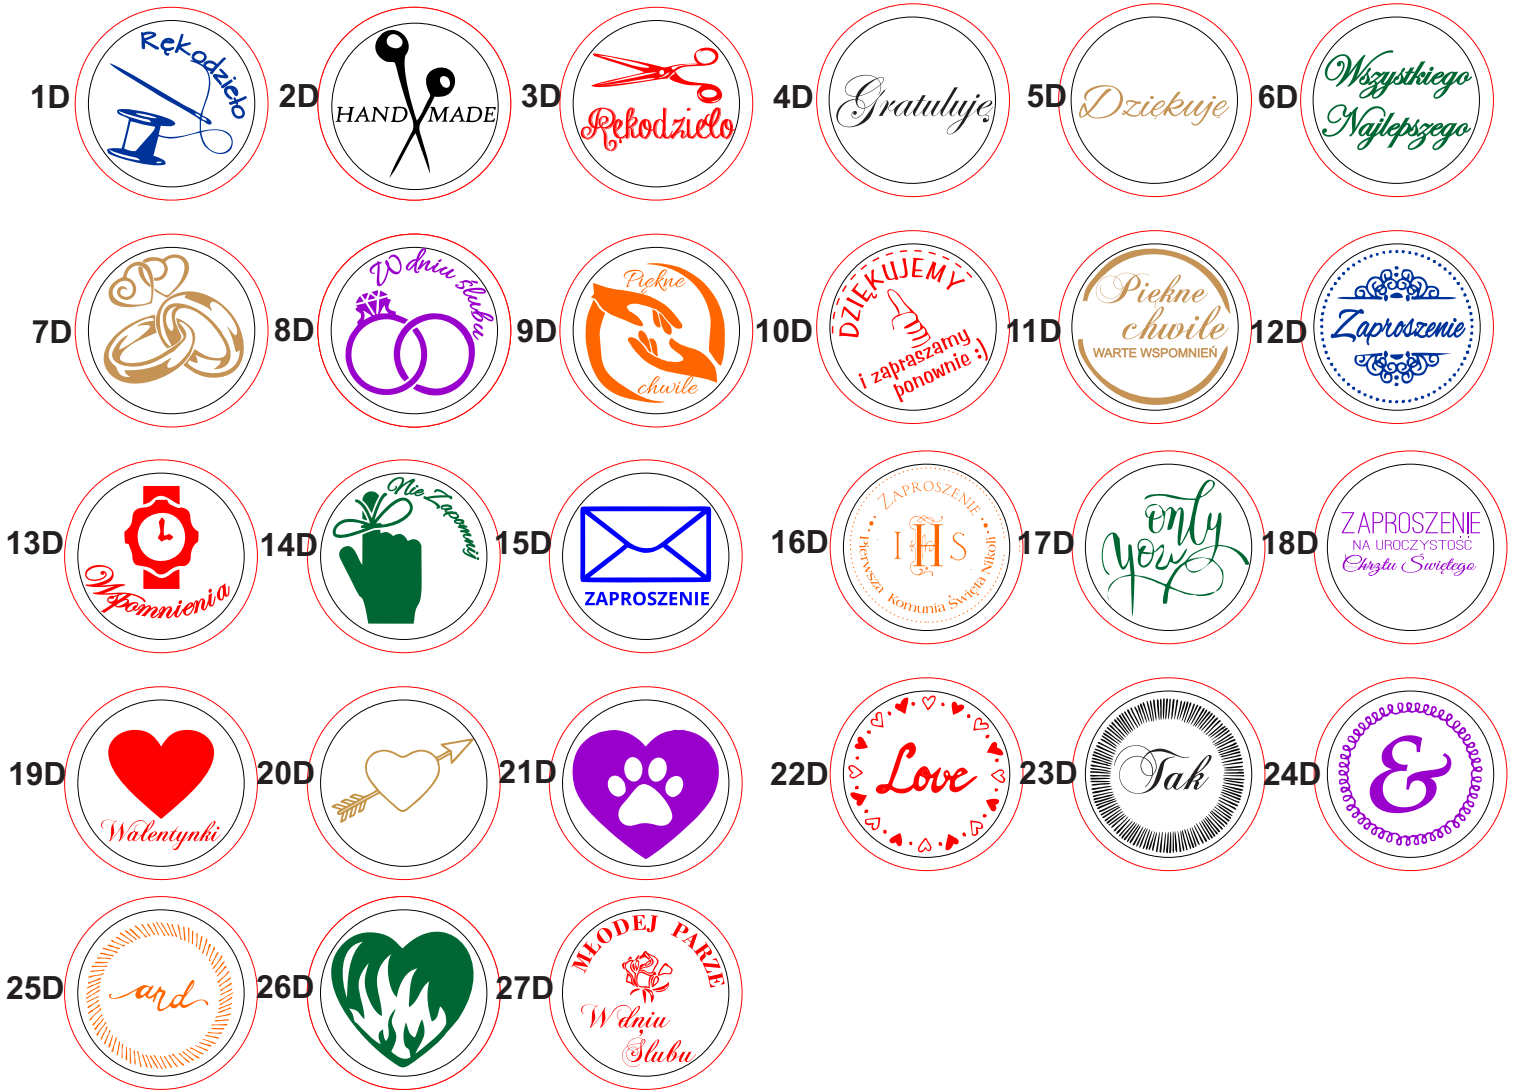 1D
Rękodzieło
2D
HAND MADE
3D
Rękodzieło
4D
Gratuluję
5D
Dziękuję
6D
Wszystkiego
Najlepszego
7D
8D
W dniu ślubu
9D
Piękne
chwile
10D
DZIĘKUJEMY
i zapraszamy
ponownie :)
11D
Piękne
chwile
WARTE WSPOMNIEŃ
12D
Zaproszenie
13D
Wspomnienia
14D
Nie Zapomnij
15D
ZAPROSZENIE
16D
ZAPROSZENIE
IHS
Pierwsza Komunia Święta Nikoli
17D
only
you
18D
ZAPROSZENIE
NA UROCZYSTOŚĆ
Chrztu Świętego
19D
Walentynki
20D
21D
22D
Love
23D
Tak
24D
&
25D
and
26D
27D
MŁODEJ PARZE
W dniu
Ślubu